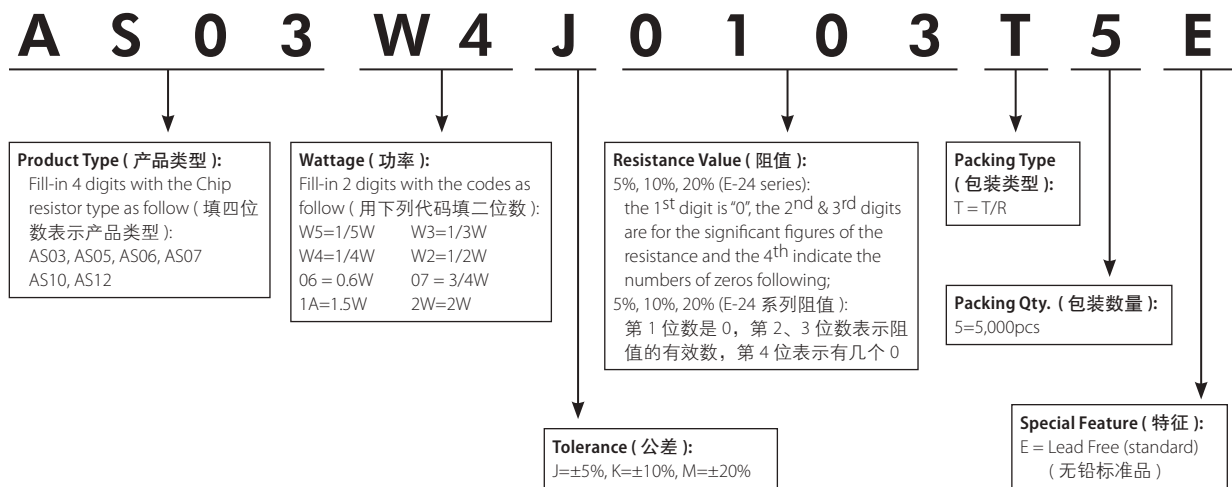 A S 0 3 W 4 J 0 1 0 3 T 5 E
Product Type ( 产品类型 ):
Fill-in 4 digits with the Chip
resistor type as follow ( 填四位
数表示产品类型 ):
AS03, AS05, AS06, AS07
AS10, AS12
Wattage ( 功率 ):
Fill-in 2 digits with the codes as
follow ( 用下列代码填二位数 ):
W5=1/5W W3=1/3W
W4=1/4W W2=1/2W
06 = 0.6W 07 = 3/4W
1A=1.5W 2W=2W
Resistance Value ( 阻值 ):
5%, 10%, 20% (E-24 series):
the 1st digit is "0", the 2nd & 3rd digits
are for the significant figures of the
resistance and the 4th indicate the
numbers of zeros following;
5%, 10%, 20% (E-24 系列阻值 ):
第 1 位数是 0，第 2、3 位数表示阻
值的有效数，第 4 位表示有几个 0
Packing Type
( 包装类型 ):
T = T/R
Packing Qty. ( 包装数量 ):
5=5,000pcs
Tolerance ( 公差 ):
J=±5%, K=±10%, M=±20%
Special Feature ( 特征 ):
E = Lead Free (standard)
( 无铅标准品 )